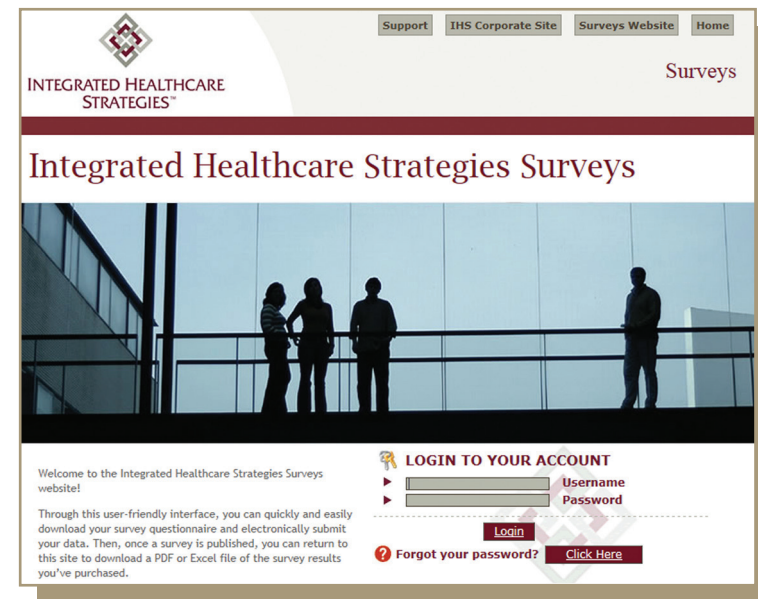 Support IHS Corporate Site Surveys Website Home
INTEGRATED HEALTHCARE
STRATEGIES™
Surveys
Integrated Healthcare Strategies Surveys
Welcome to the Integrated Healthcare Strategies Surveys
website!
Through this user-friendly interface, you can quickly and easily
download your survey questionnaire and electronically submit
your data. Then, once a survey is published, you can return to
this site to download a PDF or Excel file of the survey results
you've purchased.
LOGIN TO YOUR ACCOUNT
Username
Password
Login
? Forgot your password? Click Here